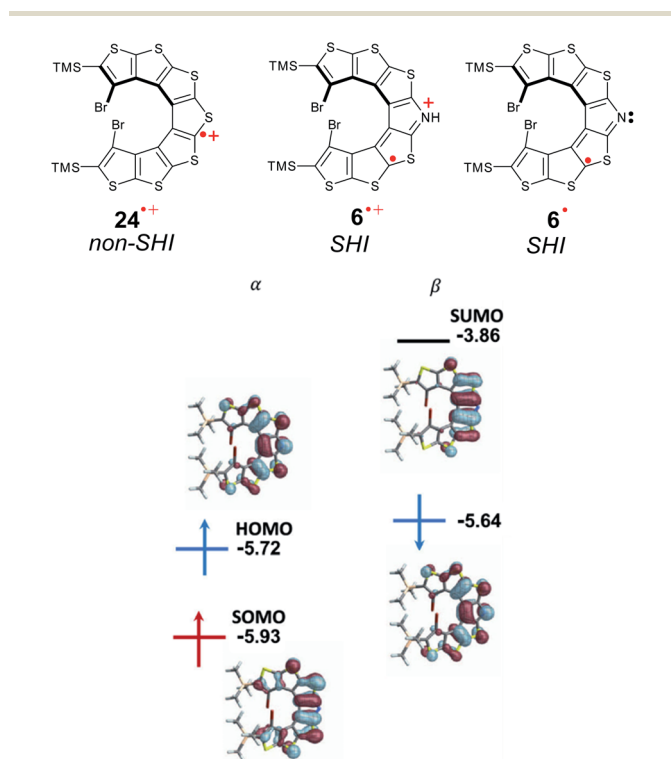 TMS S S S S S S S Br Br TMS
TMS S S S + NH S S S Br Br TMS
TMS S S S N: S S S Br Br TMS
24•+ 6•+ 6•
non-SHI SHI SHI
α β
SUMO
-3.86
HOMO
-5.72
-5.64
SOMO
-5.93